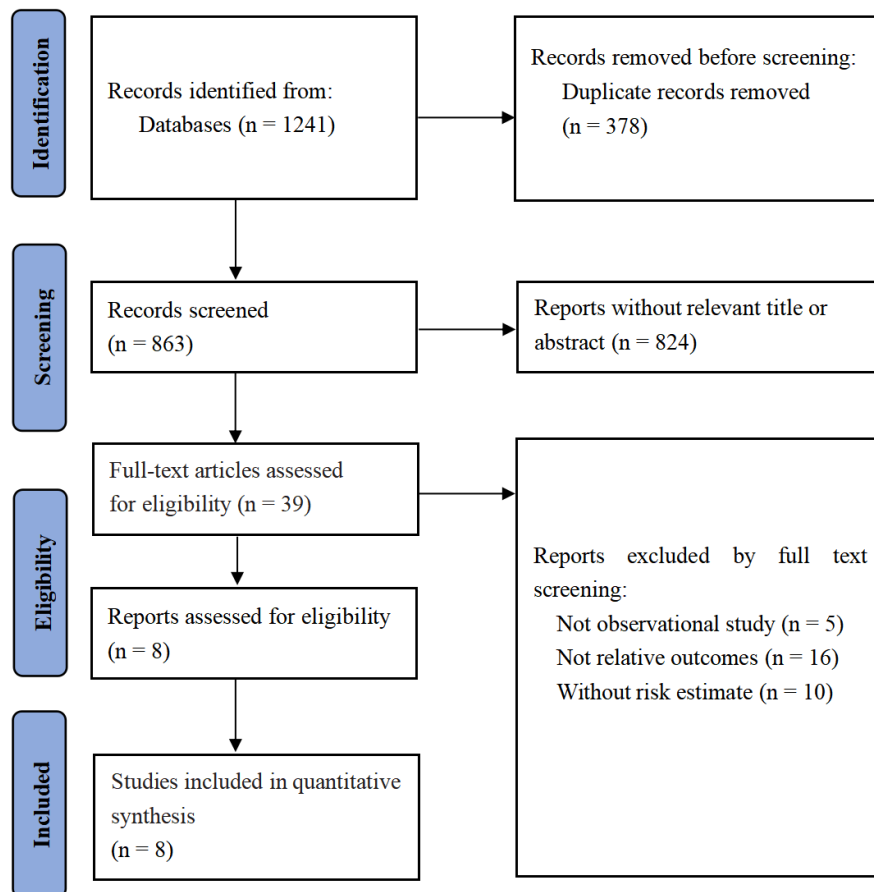 Identification
Records identified from:
Databases (n = 1241)
Records removed before screening:
Duplicate records removed
(n = 378)
Screening
Records screened
(n = 863)
Reports without relevant title or
abstract (n = 824)
Full-text articles assessed
for eligibility (n = 39)
Eligibility
Reports assessed for eligibility
(n = 8)
Reports excluded by full text
screening:
Not observational study (n = 5)
Not relative outcomes (n = 16)
Without risk estimate (n = 10)
Included
Studies included in quantitative
synthesis
(n = 8)